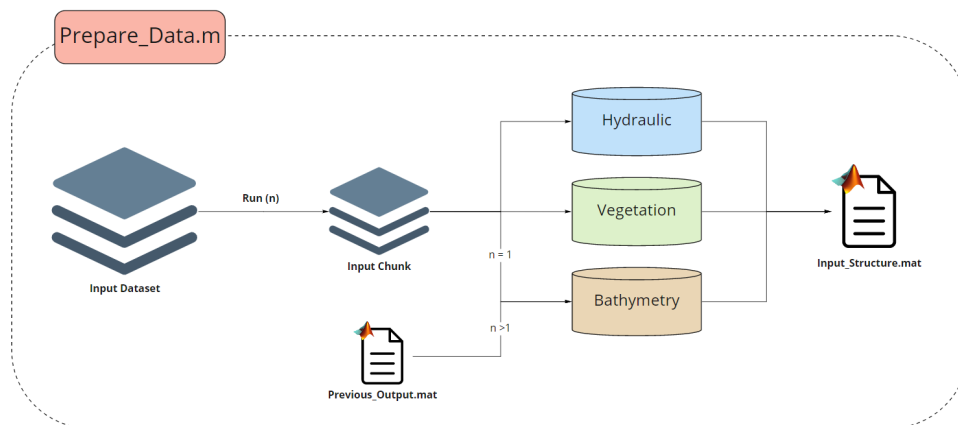 Prepare_Data.m
Hydraulic
Run (n)
Vegetation
Input Chunk
Input_Structure.mat
n = 1
Input Dataset
Bathymetry
n >1
Previous_Output.mat